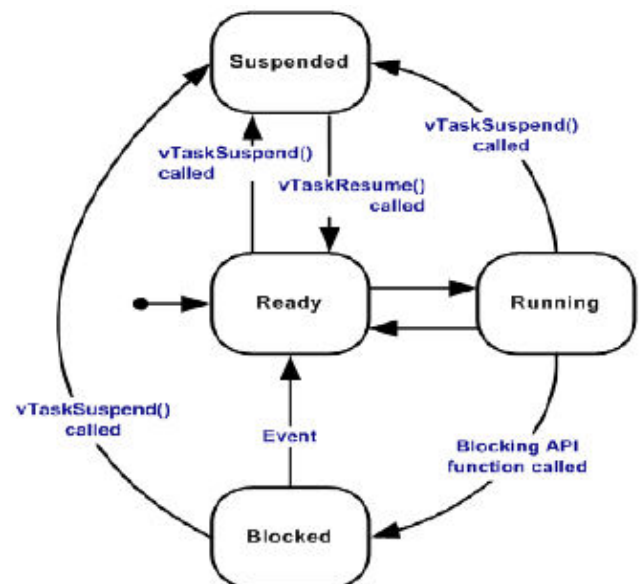 Suspended
vTaskSuspend()
called
vTaskSuspend()
called
vTaskResume()
called
Ready
Running
vTaskSuspend()
called
Event
Blocking API
function called
Blocked